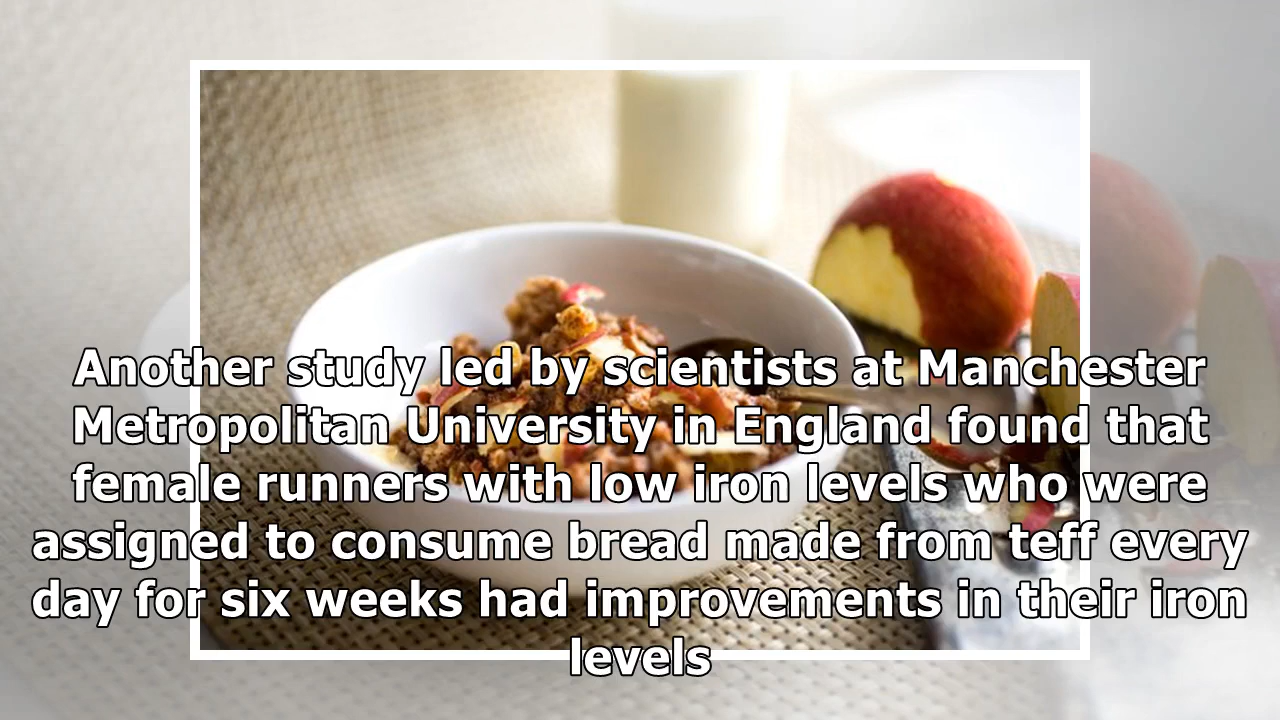 Another study led by scientists at Manchester
Metropolitan University in England found that
female runners with low iron levels who were
assigned to consume bread made from teff every
day for six weeks had improvements in their iron
levels